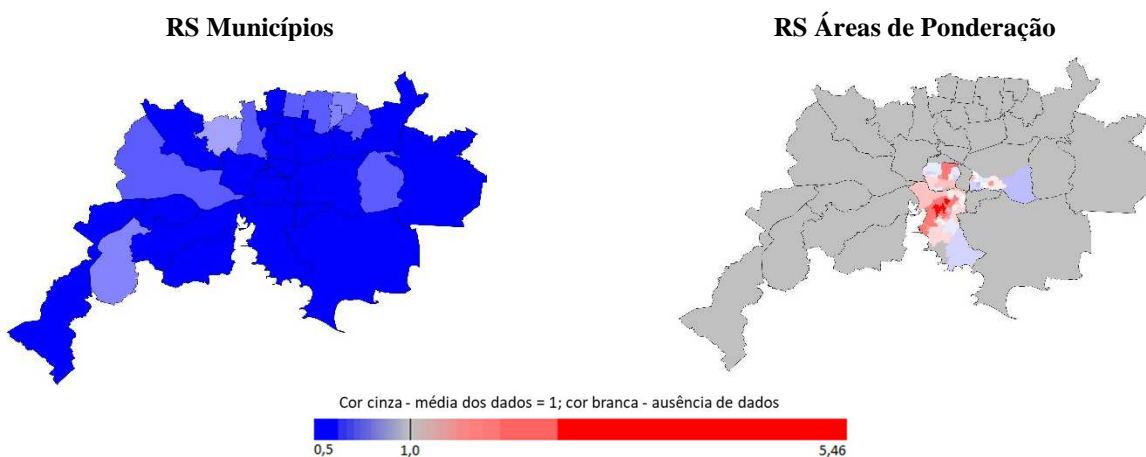 RS Municípios
RS Áreas de Ponderação
Cor cinza - média dos dados = 1; cor branca - ausência de dados
0,5 1,0 5,46